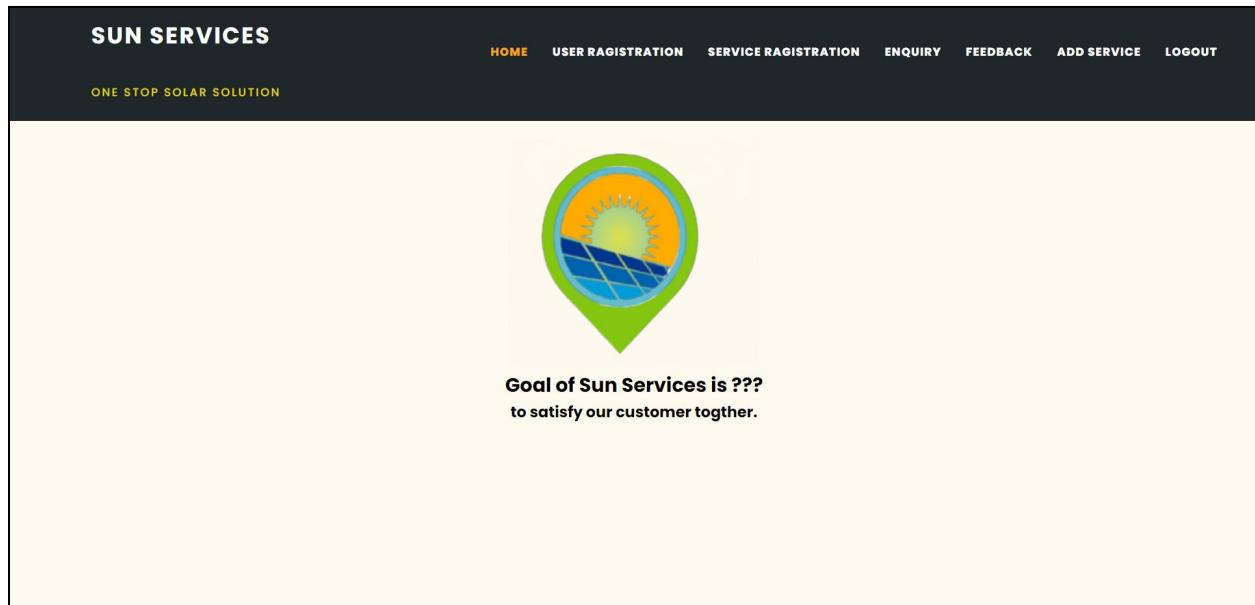 SUN SERVICES
HOME USER RAGISTRATION SERVICE RAGISTRATION ENQUIRY FEEDBACK ADD SERVICE LOGOUT
ONE STOP SOLAR SOLUTION
Goal of Sun Services is ???
to satisfy our customer togther.